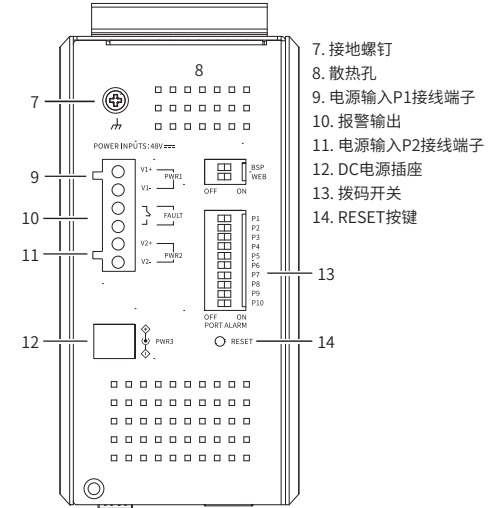 8
7
POWER INPUTS:48V
V1+
PWR1
V1-
FAULT
V2+
PWR2
V2-
9
10
11
BSP
WEB
OFF ON
P1
P2
P3
P4
P5
P6
P7
P8
P9
P10
OFF ON
PORT ALARM
13
12
PWR3
RESET
14
7. 接地螺钉
8. 散热孔
9. 电源输入P1接线端子
10. 报警输出
11. 电源输入P2接线端子
12. DC电源插座
13. 拨码开关
14. RESET按键